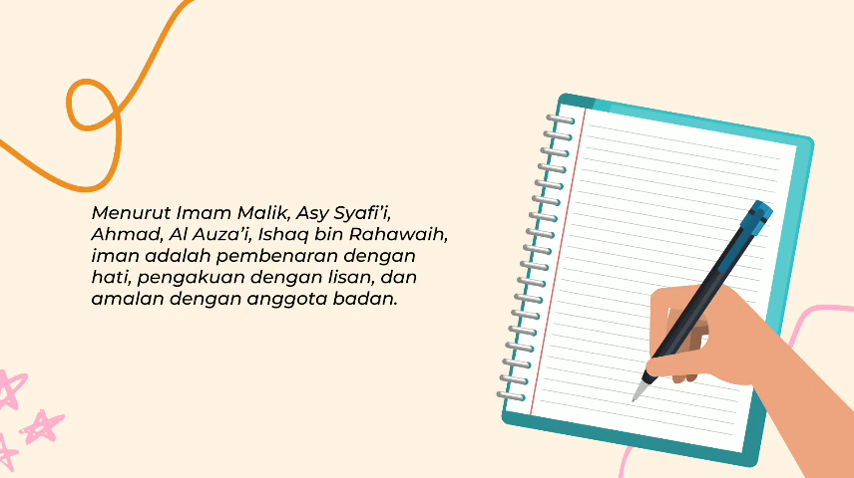 Menurut Imam Malik, Asy Syafi'i,
Ahmad, Al Auza'i, Ishaq bin Rahawaih,
iman adalah pembenaran dengan
hati, pengakuan dengan lisan, dan
amalan dengan anggota badan.